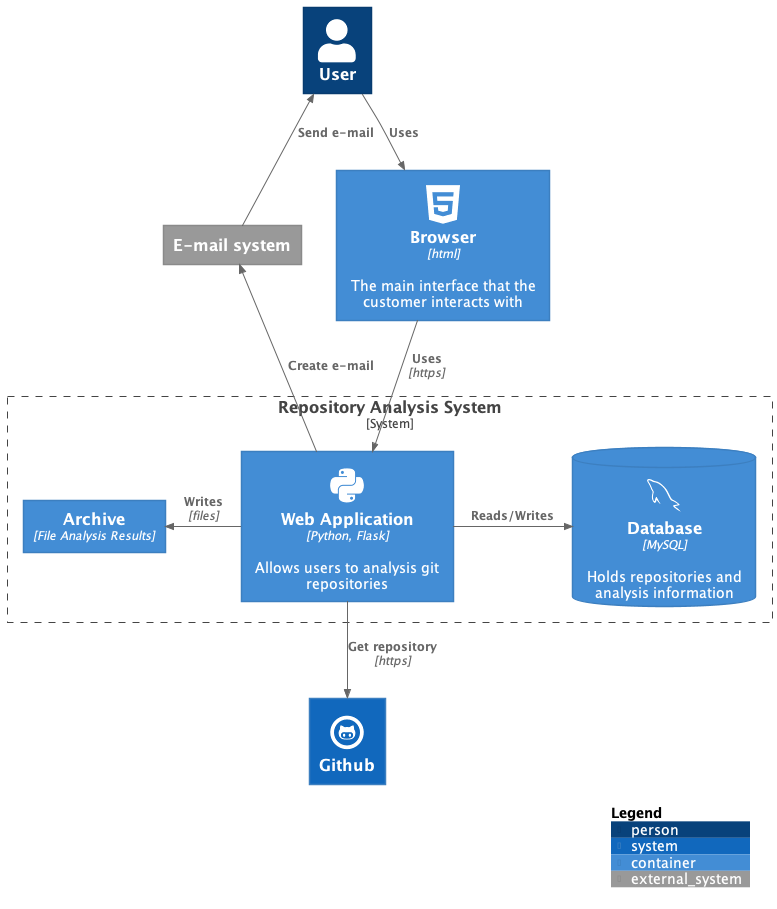 User
Send e-mail
Uses
Browser
[html]
The main interface that the
customer interacts with
E-mail system
Create e-mail
Uses
[https]
Repository Analysis System
[System]
Archive
[File Analysis Results]
Writes
[files]
Web Application
[Python, Flask]
Allows users to analysis git
repositories
Reads/Writes
Database
[MySQL]
Holds repositories and
analysis information
Get repository
[https]
Github
Legend
person
system
container
external_system